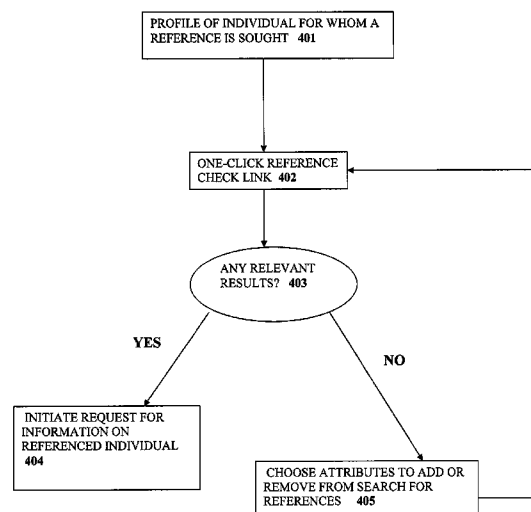 PROFILE OF INDIVIDUAL FOR WHOM A
REFERENCE IS SOUGHT 401
ONE-CLICK REFERENCE
CHECK LINK 402
ANY RELEVANT
RESULTS? 403
YES
NO
INITIATE REQUEST FOR
INFORMATION ON
REFERENCED INDIVIDUAL
404
CHOOSE ATTRIBUTES TO ADD OR
REMOVE FROM SEARCH FOR
REFERENCES 405